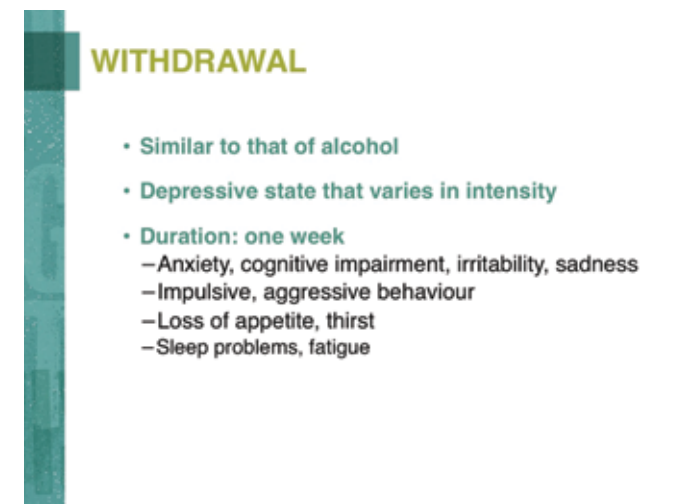 WITHDRAWAL
• Similar to that of alcohol
• Depressive state that varies in intensity
• Duration: one week
–Anxiety, cognitive impairment, irritability, sadness
–Impulsive, aggressive behaviour
–Loss of appetite, thirst
–Sleep problems, fatigue